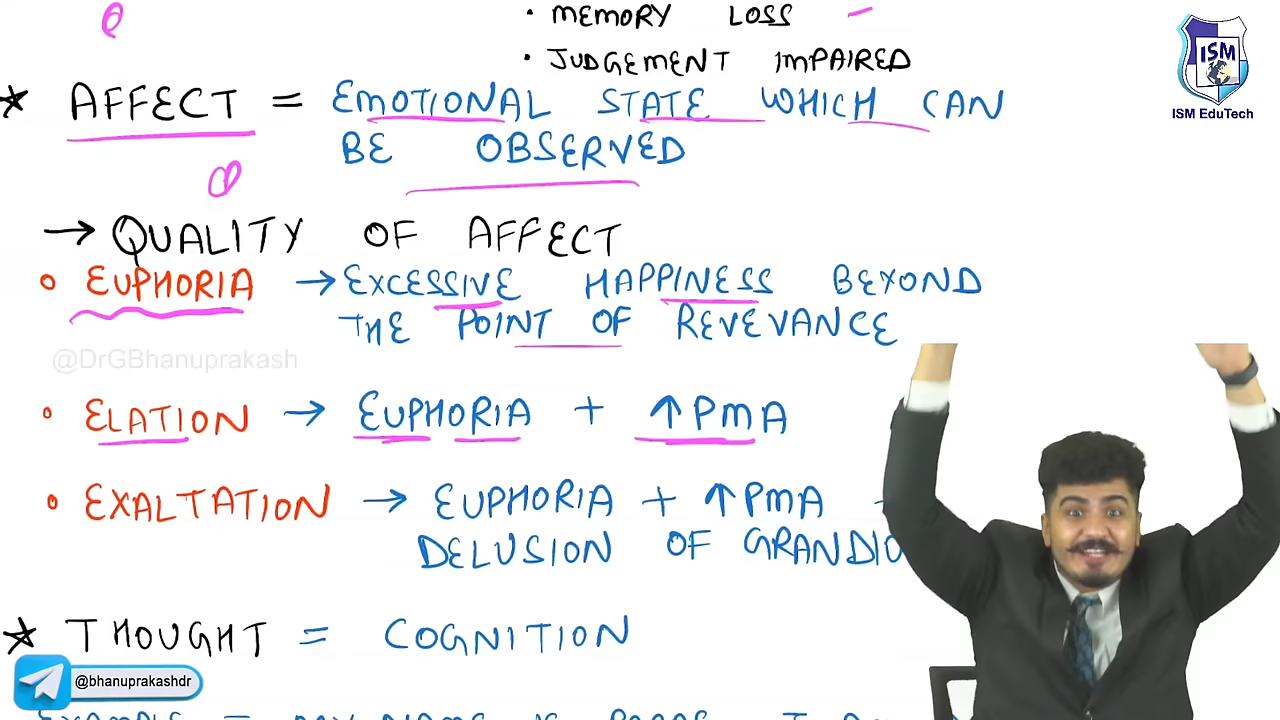 • MEMORY LOSS –
• JUDGEMENT IMPAIRED
ISM
ISM EduTech
* AFFECT = EMOTIONAL STATE WHICH CAN
BE OBSERVED
→ QUALITY OF AFFECT
• EUPHORIA → EXCESSIVE HAPPINESS BEYOND
THE POINT OF REVEVANCE
@DrGBhanuprakash
• ELATION → EUPHORIA + ↑ PMA
• EXALTATION → EUPHORIA + ↑ PMA
DELUSION OF GRANDIO
* THOUGHT = COGNITION
@bhanuprakashdr